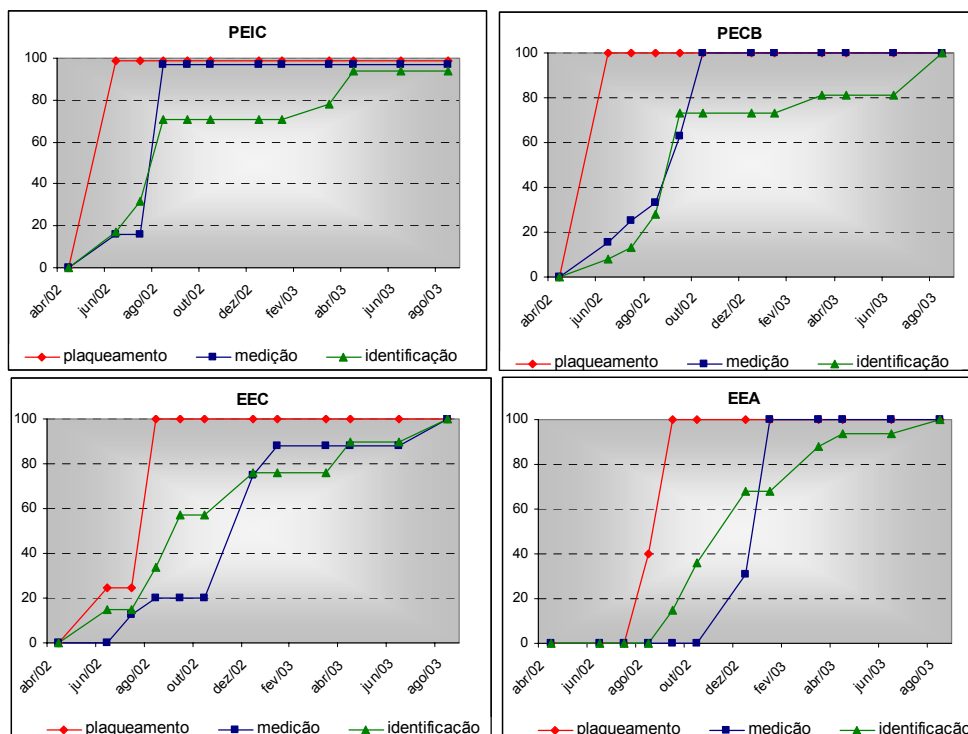 PEIC
100
80
60
40
20
0
abr/02 jun/02 ago/02 out/02 dez/02 fev/03 abr/03 jun/03 ago/03
plaqueamento medição identificação
PECB
100
80
60
40
20
0
abr/02 jun/02 ago/02 out/02 dez/02 fev/03 abr/03 jun/03 ago/03
plaqueamento medição identificação
EEC
100
80
60
40
20
0
abr/02 jun/02 ago/02 out/02 dez/02 fev/03 abr/03 jun/03 ago/03
plaqueamento medição identificação
EEA
100
80
60
40
20
0
abr/02 jun/02 ago/02 out/02 dez/02 fev/03 abr/03 jun/03 ago/03
plaqueamento medição identificação